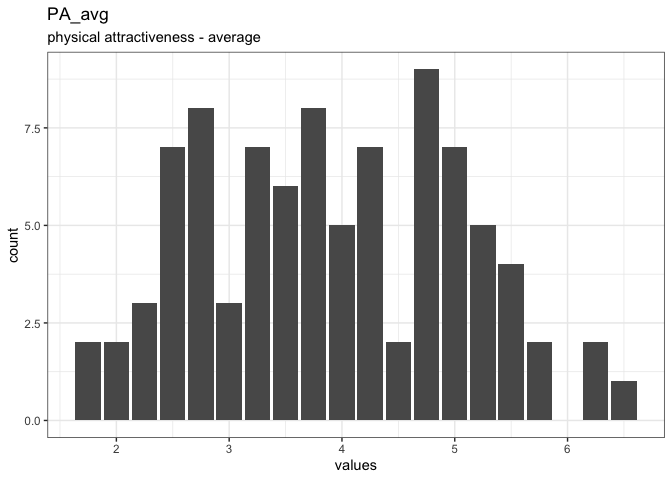 PA_avg
physical attractiveness - average
count
7.5
5.0
2.5
0.0
2 3 4 5 6
values